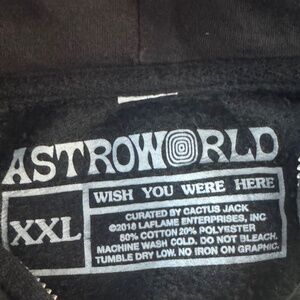 ASTROWORLD
XXL
WISH YOU WERE HERE
CURATED BY CACTUS JACK
©2018 LAFLAME ENTERPRISES, INC
80% COTTON 20% POLYESTER
MACHINE WASH COLD. DO NOT BLEACH.
TUMBLE DRY LOW. NO IRON ON GRAPHIC.